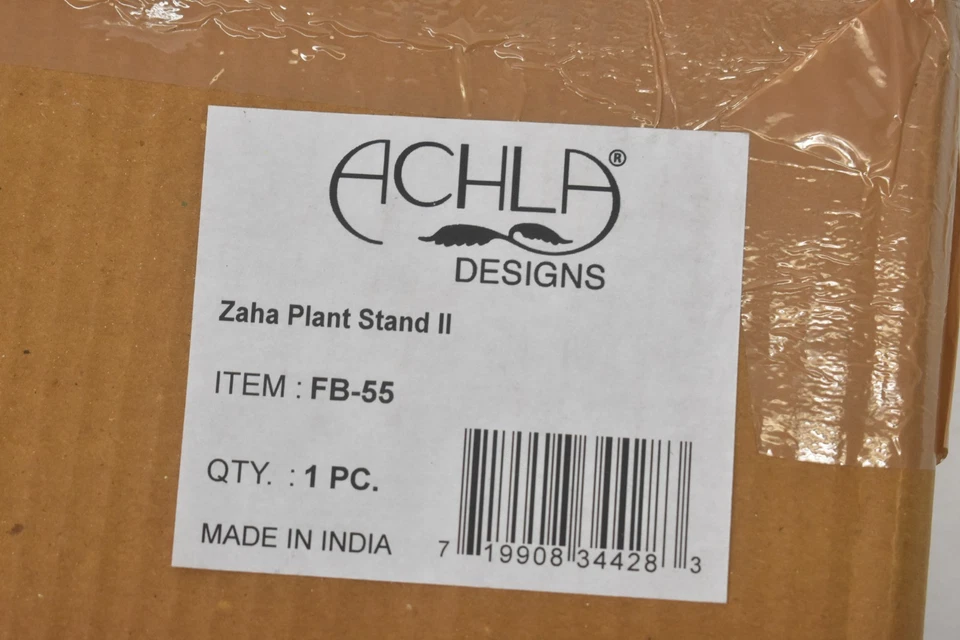 ACHLA®
DESIGNS
Zaha Plant Stand II
ITEM : FB-55
QTY. : 1 PC.
MADE IN INDIA
7 19908 34428 3